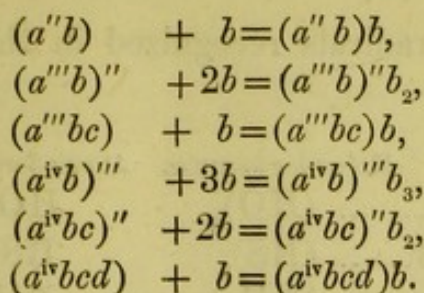 (a″b) + b=(a″ b)b,
(a‴b)″ +2b=(a‴b)″b₂,
(a‴bc) + b=(a‴bc)b,
(aⁱᵛb)‴ +3b=(aⁱᵛb)‴b₃,
(aⁱᵛbc)″ +2b=(aⁱᵛbc)″b₂,
(aⁱᵛbcd) + b=(aⁱᵛbcd)b.